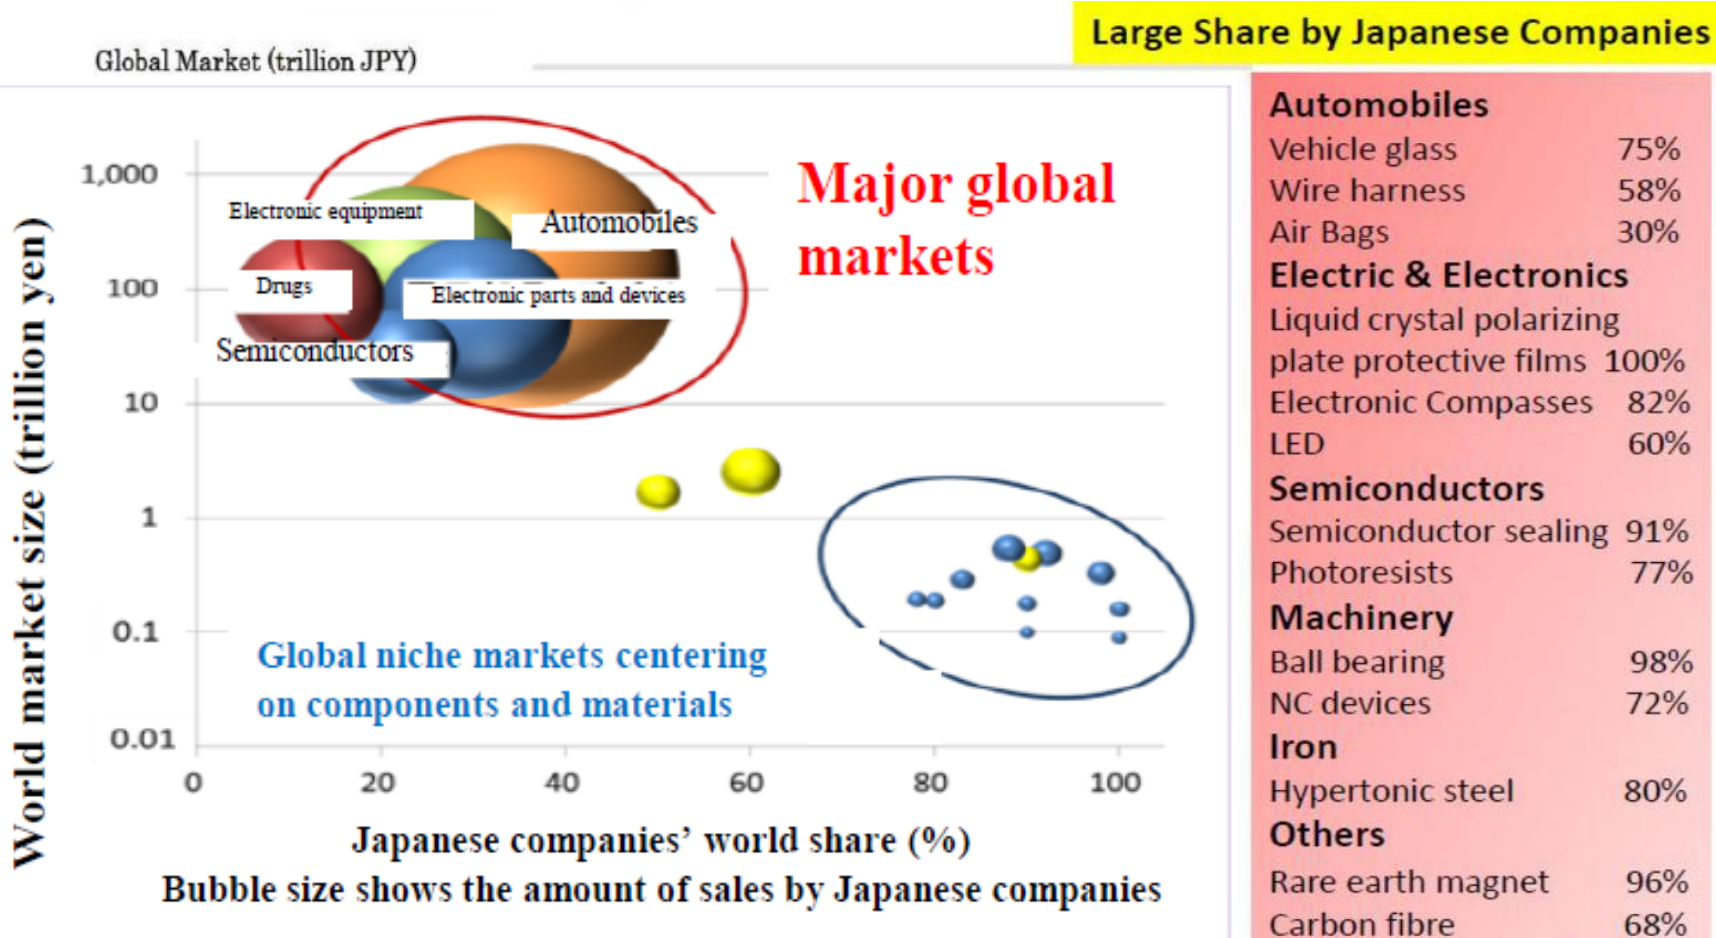 Large Share by Japanese Companies
Global Market (trillion JPY)
World market size (trillion yen)
1,000
100
10
1
0.1
0.01
0
20
40
60
80
100
Electronic equipment
Automobiles
Drugs
Electronic parts and devices
Semiconductors
Major global
markets
Global niche markets centering
on components and materials
Japanese companies’ world share (%)
Bubble size shows the amount of sales by Japanese companies
Automobiles
Vehicle glass 75%
Wire harness 58%
Air Bags 30%
Electric & Electronics
Liquid crystal polarizing
plate protective films 100%
Electronic Compasses 82%
LED 60%
Semiconductors
Semiconductor sealing 91%
Photoresists 77%
Machinery
Ball bearing 98%
NC devices 72%
Iron
Hypertonic steel 80%
Others
Rare earth magnet 96%
Carbon fibre 68%